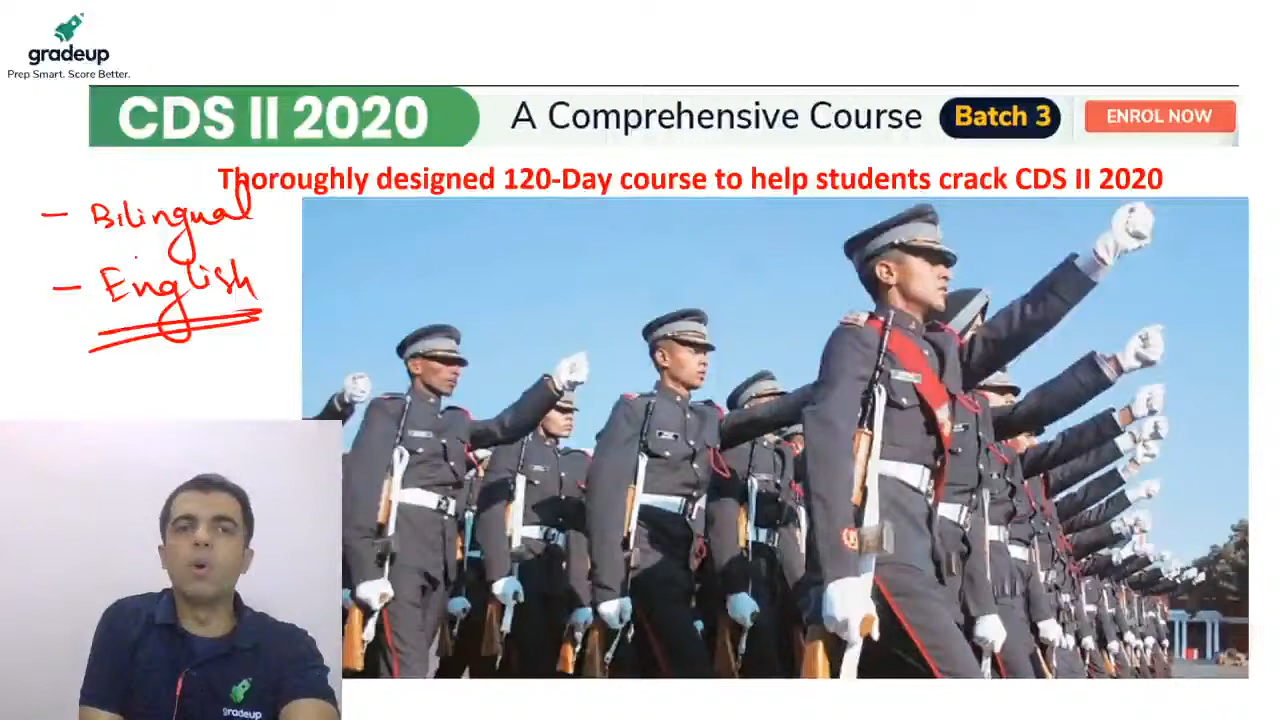 gradeup
Prep Smart. Score Better.
CDS II 2020
A Comprehensive Course
Batch 3
ENROL NOW
Thoroughly designed 120-Day course to help students crack CDS II 2020
- Bilingual
- English
gradeup